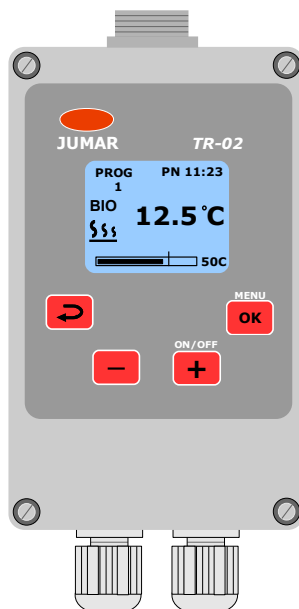 JUMAR TR-02
PROG PN 11:23
1
BIO
12.5°C
50C
MENU
OK
ON/OFF
− +